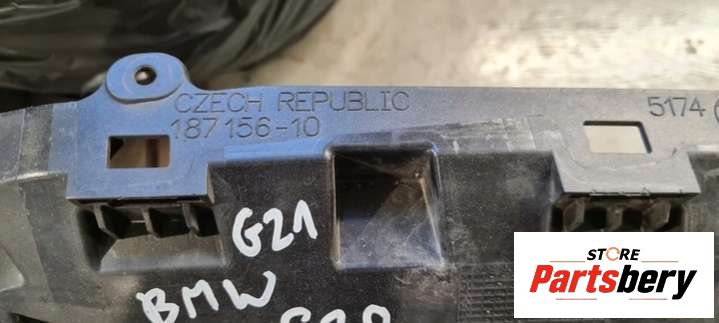 CZECH REPUBLIC
187156-10
5174
G21
BMW
STORE
Partsbery